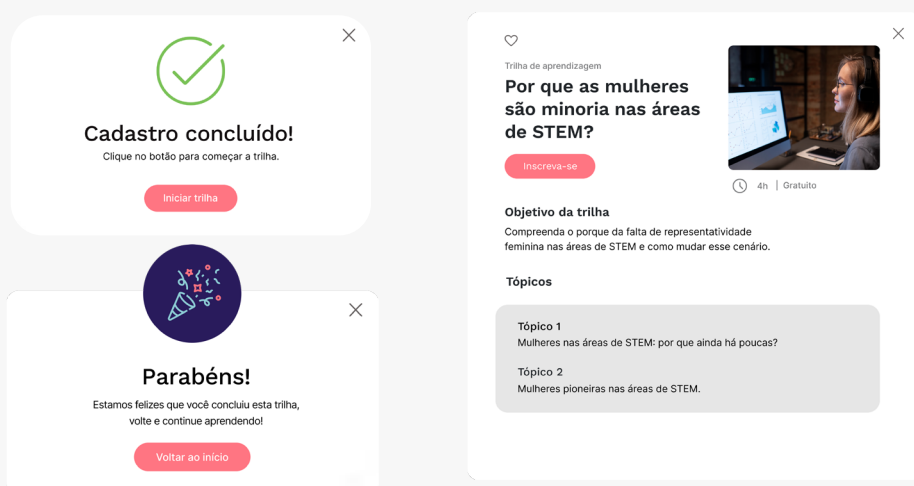 Cadastro concluído!
Clique no botão para começar a trilha.
Iniciar trilha
Parabéns!
Estamos felizes que você concluiu esta trilha,
volte e continue aprendendo!
Voltar ao início
Trilha de aprendizagem
Por que as mulheres
são minoria nas áreas
de STEM?
Inscreva-se
4h | Gratuito
Objetivo da trilha
Compreenda o porque da falta de representatividade
feminina nas áreas de STEM e como mudar esse cenário.
Tópicos
Tópico 1
Mulheres nas áreas de STEM: por que ainda há poucas?
Tópico 2
Mulheres pioneiras nas áreas de STEM.